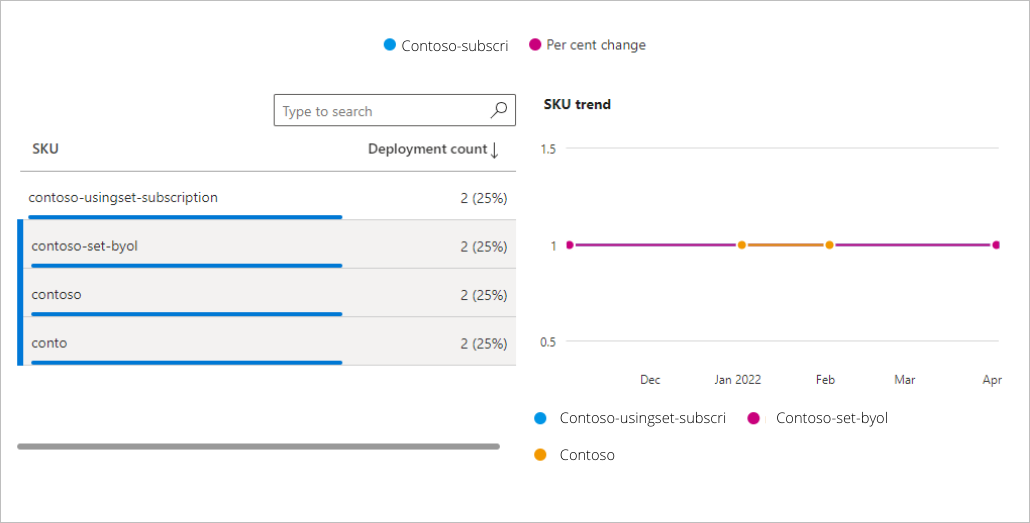 Contoso-subscri Per cent change
Type to search
SKU Deployment count
contoso-usingset-subscription 2 (25%)
contoso-set-byol 2 (25%)
contoso 2 (25%)
conto 2 (25%)
SKU trend
1.5
1
0.5
Dec Jan 2022 Feb Mar Apr
Contoso-usingset-subscri Contoso-set-byol
Contoso